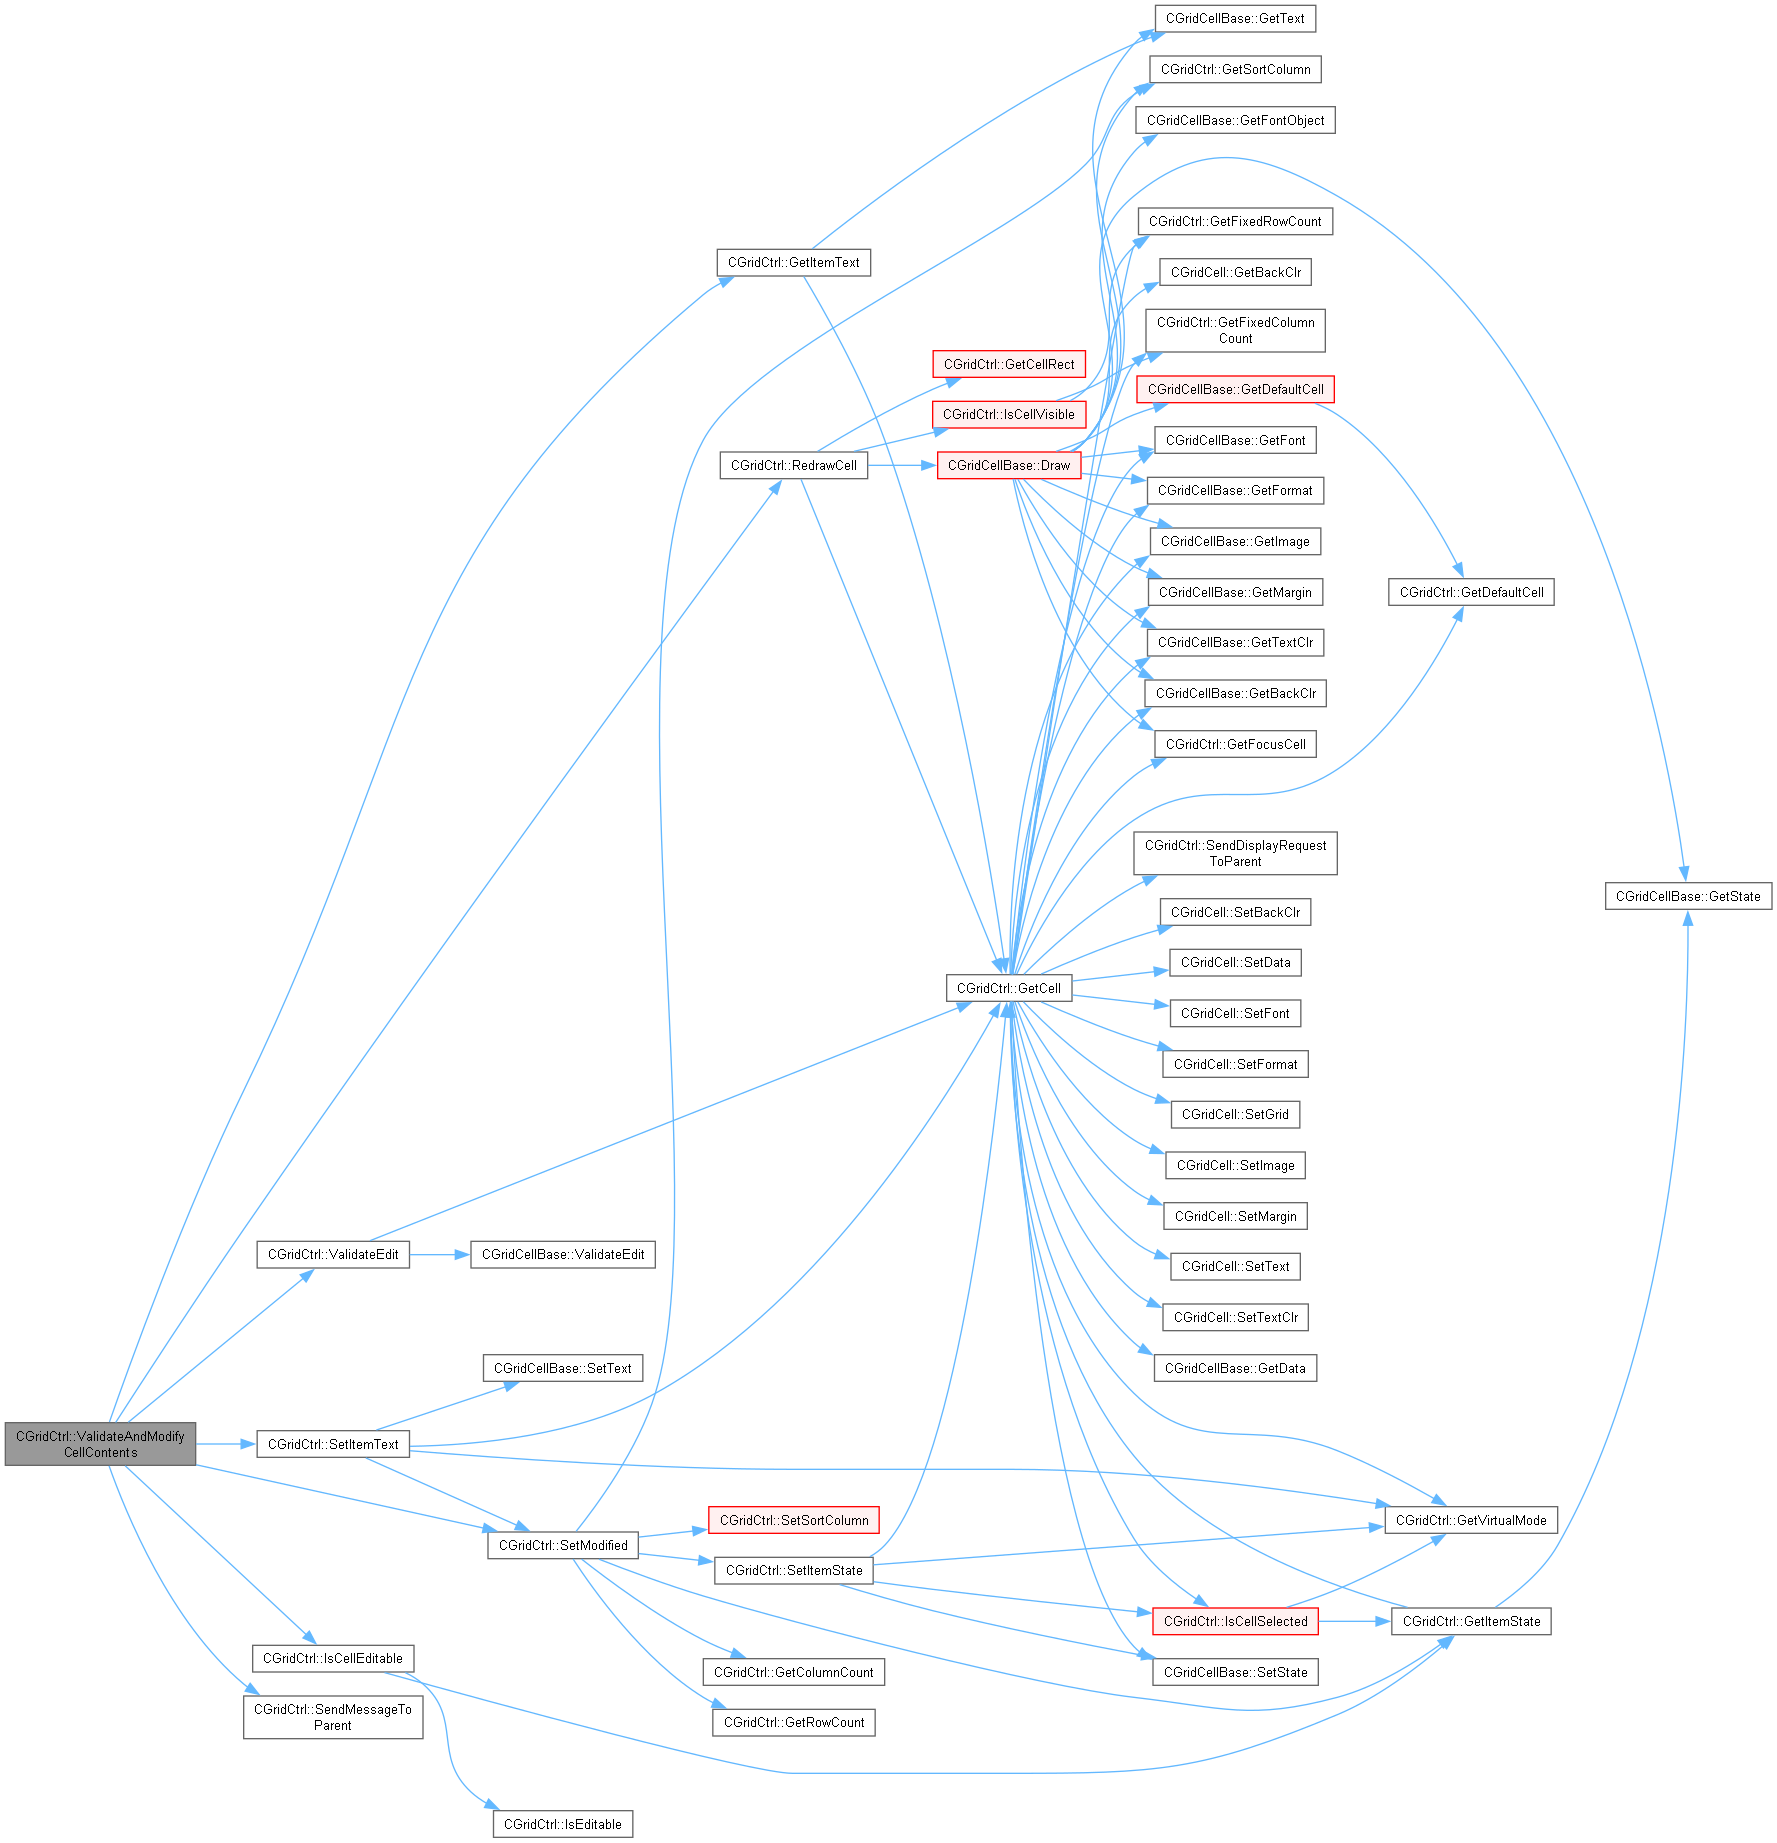 CGridCellBase::GetText
CGridCtrl::GetSortColumn
CGridCellBase::GetFontObject
CGridCtrl::GetFixedRowCount
CGridCtrl::GetItemText
CGridCell::GetBackClr
CGridCtrl::GetFixedColumn
Count
CGridCtrl::GetCellRect
CGridCellBase::GetDefaultCell
CGridCtrl::IsCellVisible
CGridCellBase::GetFont
CGridCtrl::RedrawCell
CGridCellBase::Draw
CGridCellBase::GetFormat
CGridCellBase::GetImage
CGridCellBase::GetMargin
CGridCtrl::GetDefaultCell
CGridCellBase::GetTextClr
CGridCellBase::GetBackClr
CGridCtrl::GetFocusCell
CGridCtrl::SendDisplayRequest
ToParent
CGridCellBase::GetState
CGridCell::SetBackClr
CGridCell::SetData
CGridCtrl::GetCell
CGridCell::SetFont
CGridCell::SetFormat
CGridCell::SetGrid
CGridCell::SetImage
CGridCell::SetMargin
CGridCtrl::ValidateEdit
CGridCellBase::ValidateEdit
CGridCell::SetText
CGridCell::SetTextClr
CGridCellBase::SetText
CGridCellBase::GetData
CGridCtrl::ValidateAndModify
CellContents
CGridCtrl::SetItemText
CGridCtrl::SetSortColumn
CGridCtrl::GetVirtualMode
CGridCtrl::SetModified
CGridCtrl::SetItemState
CGridCtrl::IsCellSelected
CGridCtrl::GetItemState
CGridCtrl::IsCellEditable
CGridCtrl::GetColumnCount
CGridCellBase::SetState
CGridCtrl::SendMessageTo
Parent
CGridCtrl::GetRowCount
CGridCtrl::IsEditable